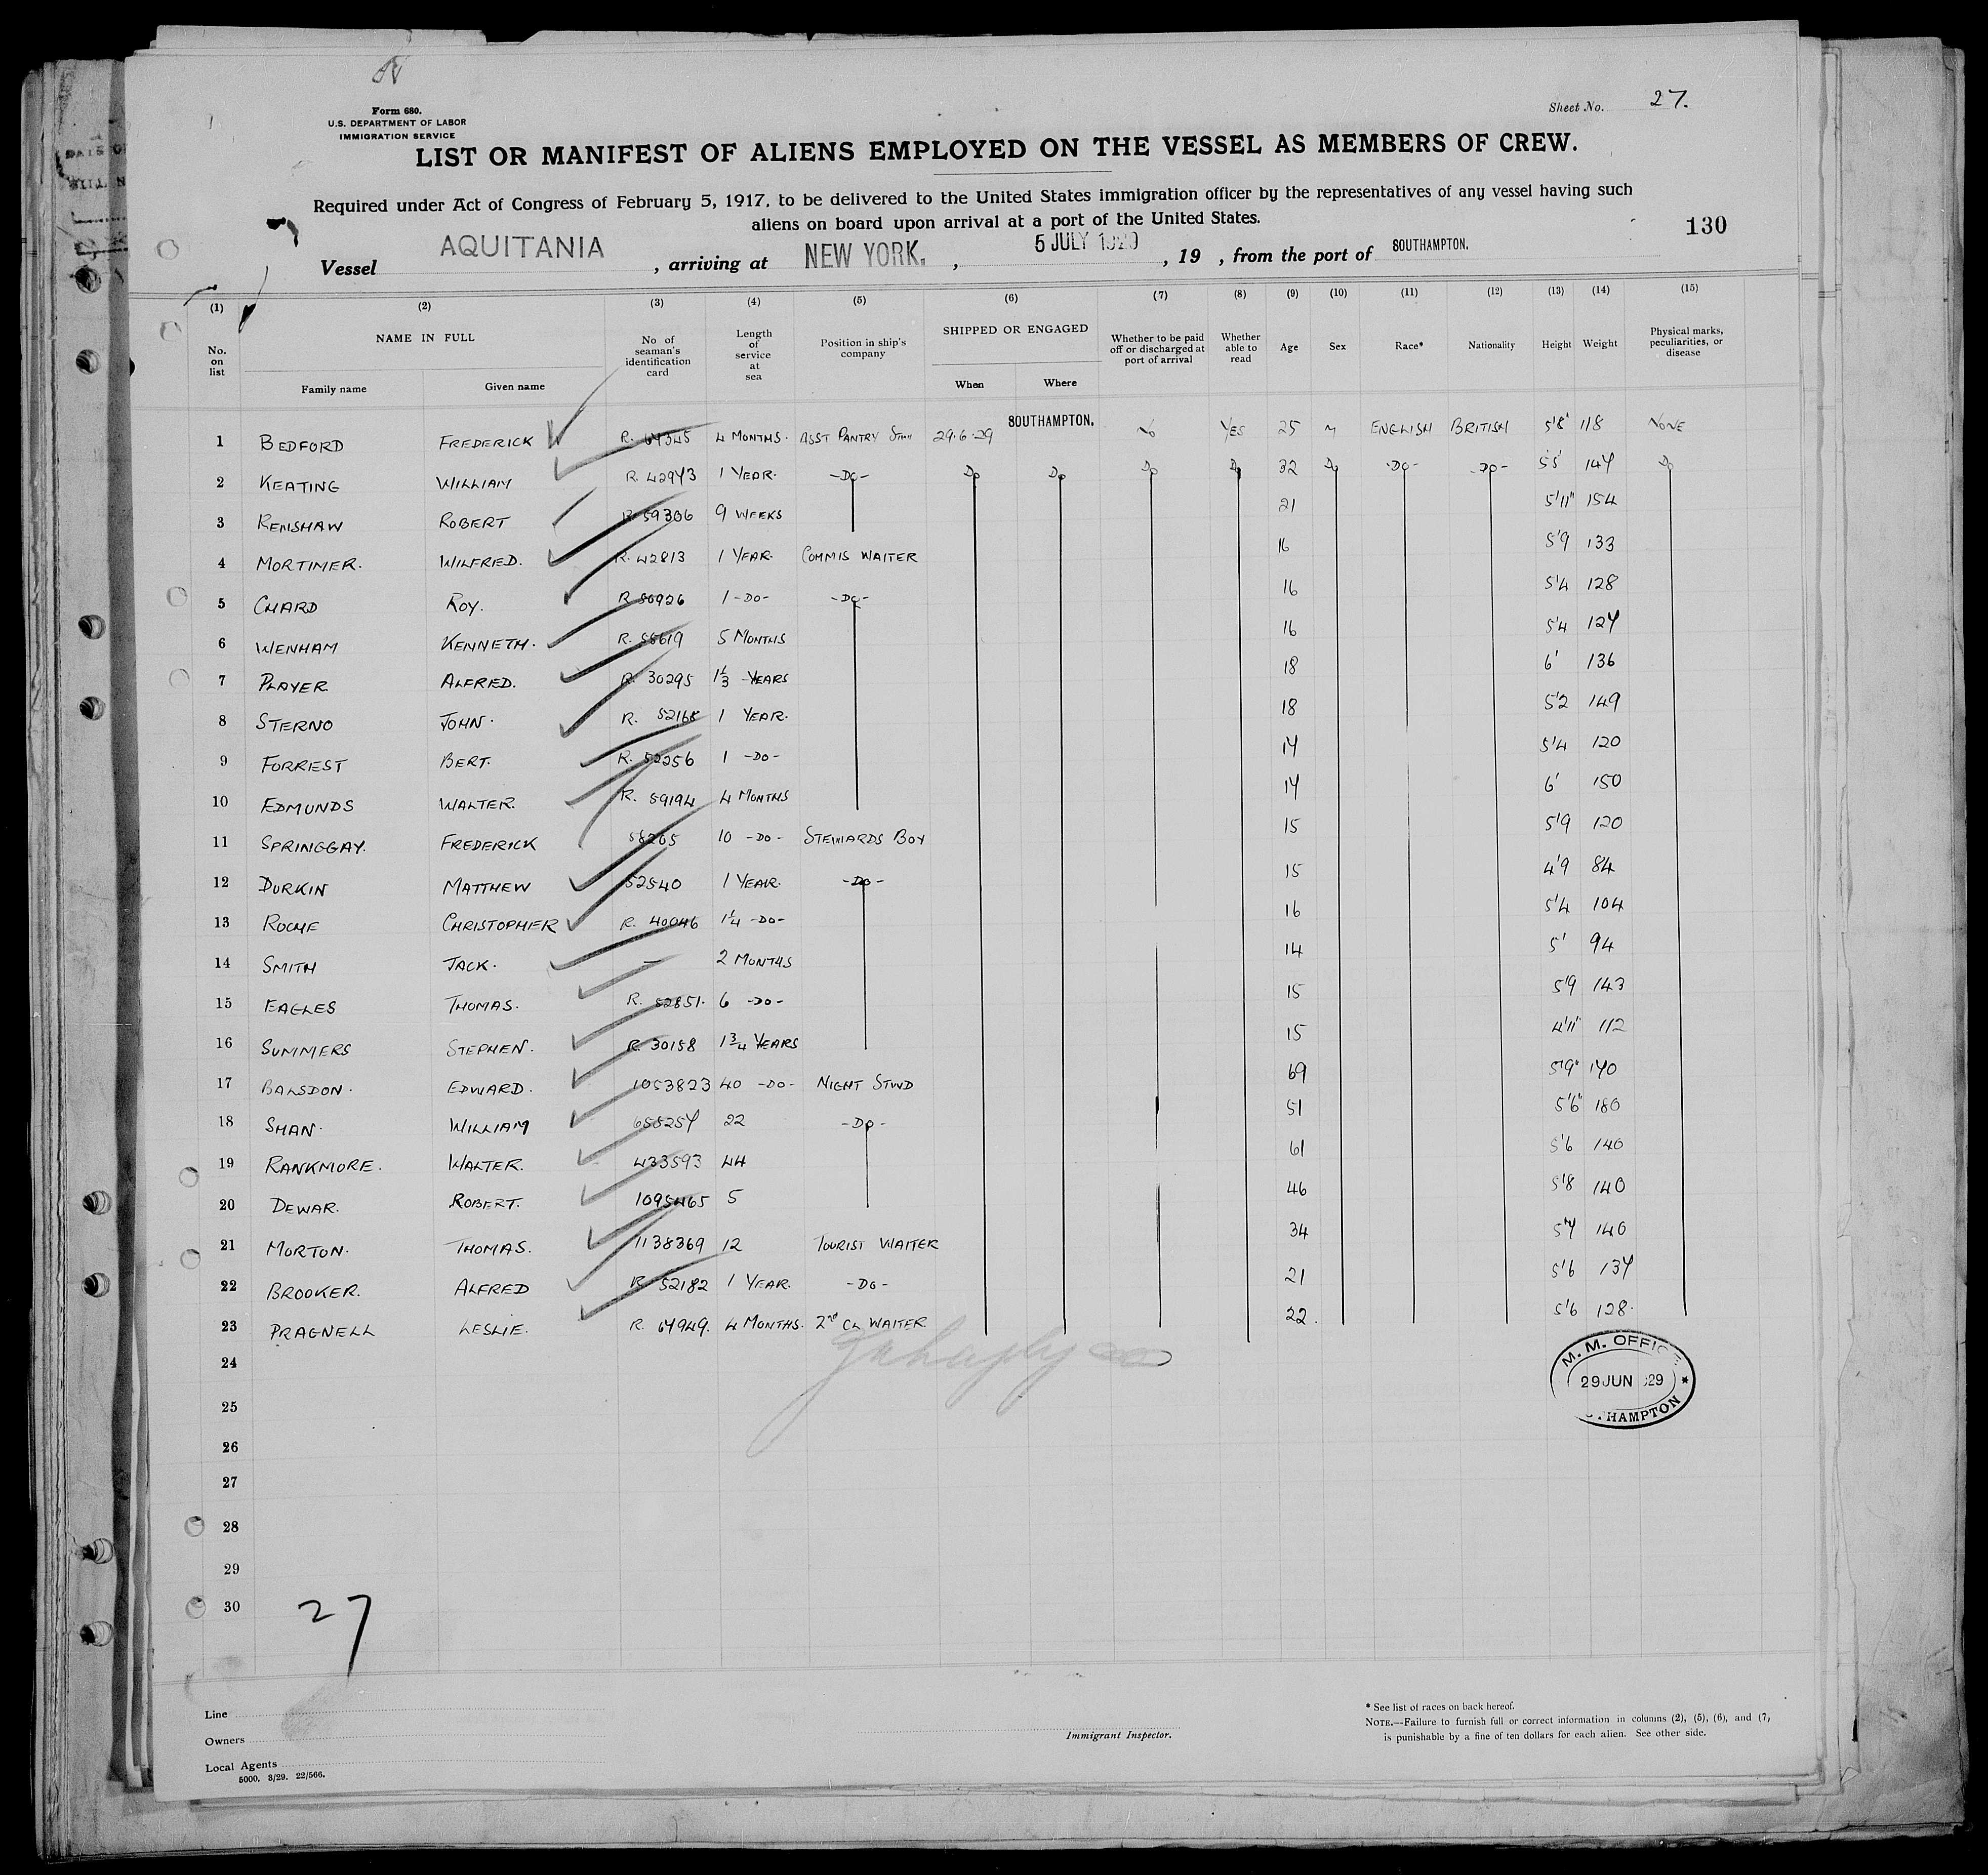 Form 680.
U.S. DEPARTMENT OF LABOR
IMMIGRATION SERVICE
Sheet No. 27.
LIST OR MANIFEST OF ALIENS EMPLOYED ON THE VESSEL AS MEMBERS OF CREW.
Required under Act of Congress of February 5, 1917, to be delivered to the United States immigration officer by the representatives of any vessel having such
aliens on board upon arrival at a port of the United States.
130
Vessel AQUITANIA, arriving at NEW YORK., 5 JULY 1929, 19 , from the port of SOUTHAMPTON.
(1) (2) (3) (4) (5) (6) (7) (8) (9) (10) (11) (12) (13) (14) (15)
No. on list NAME IN FULL Family name Given name No of seaman's identification card Length of service at sea Position in ship's company SHIPPED OR ENGAGED When Where Whether to be paid off or discharged at port of arrival Whether able to read Age Sex Race* Nationality Height Weight Physical marks, peculiarities, or disease
1 BEDFORD FREDERICK R. 4 MONTHS. ASST PANTRY 29.6.29 SOUTHAMPTON. No YES 25 M ENGLISH BRITISH 5'8" 118 NONE
2 KEATING WILLIAM R. 42973 1 YEAR. -Do- Do Do Do Do 32 Do -Do- -Do- 5'5 147 Do
3 RENSHAW ROBERT R 59306 9 WEEKS 21 5'11" 154
4 MORTIMER. WILFRED. R. 42813 1 YEAR. COMMIS WAITER 16 5'9 133
5 CHARD ROY. R 1 -DO- -DO- 16 5'4 128
6 WENHAM KENNETH. R. 5 MONTHS 16 5'4 127
7 PLAYER ALFRED. R. 30295 1⅓ YEARS 18 6' 136
8 STERNO JOHN. R. 52168 1 YEAR. 18 5'2 149
9 FORREST BERT. R. 52256 1 -DO- 17 5'4 120
10 EDMUNDS WALTER. R. 59194 4 MONTHS 17 6' 150
11 SPRINGGAY. FREDERICK 58265 10 -DO- STEWARDS BOY 15 5'9 120
12 DURKIN MATTHEW 52540 1 YEAR. -Do- 15 4'9 84
13 ROCHE CHRISTOPHER R. 40046 1¼ -DO- 16 5'4 104
14 SMITH JACK. — 2 MONTHS 14 5' 94
15 EAGLES THOMAS. R. 52851. 6 -DO- 15 5'9 143
16 SUMMERS STEPHEN. R. 30158 1¾ YEARS 15 4'11" 112
17 BALSDON. EDWARD. 1053823 40 -DO- NIGHT STWD 69 5'9" 170
18 SHAN. WILLIAM 655257 22 -Do- 51 5'6" 180
19 RANKMORE. WALTER. 433593 44 61 5'6 140
20 DEWAR. ROBERT. 1095465 5 46 5'8 140
21 MORTON. THOMAS. 1138369 12 TOURIST WAITER 34 5'7 140
22 BROOKER. ALFRED R. 52182 1 YEAR. -DO- 21 5'6 137
23 PRAGNELL LESLIE. R. 67949. 4 MONTHS. 2nd CL WAITER 22. 5'6 128.
24
25
26
27
28
29
30
M. M. OFFICE
29 JUN 1929 *
SOUTHAMPTON
27
Line
Owners
Local Agents
5000. 3/29. 22/566.
Immigrant Inspector.
* See list of races on back hereof.
NOTE.—Failure to furnish full or correct information in columns (2), (5), (6), and (7,
is punishable by a fine of ten dollars for each alien. See other side.